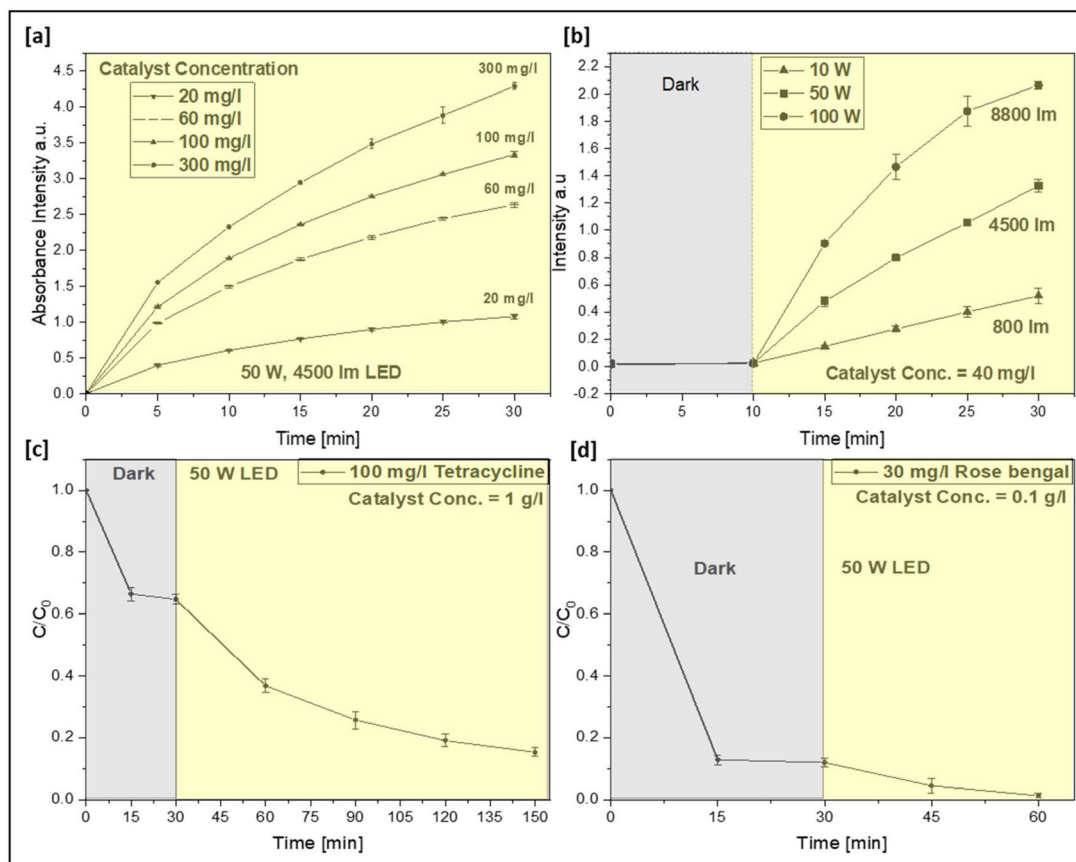 [a]
Catalyst Concentration
20 mg/l
60 mg/l
100 mg/l
300 mg/l
300 mg/l
100 mg/l
60 mg/l
20 mg/l
50 W, 4500 lm LED
Absorbance Intensity a.u.
4.5
4.0
3.5
3.0
2.5
2.0
1.5
1.0
0.5
0.0
0 5 10 15 20 25 30
Time [min]
[b]
Dark
10 W
50 W
100 W
8800 lm
4500 lm
800 lm
Catalyst Conc. = 40 mg/l
Intensity a.u
2.2
2.0
1.8
1.6
1.4
1.2
1.0
0.8
0.6
0.4
0.2
0.0
-0.2
0 5 10 15 20 25 30
Time [min]
[c]
Dark
50 W LED
100 mg/l Tetracycline
Catalyst Conc. = 1 g/l
C/C0
1.0
0.8
0.6
0.4
0.2
0.0
0 15 30 45 60 75 90 105 120 135 150
Time [min]
[d]
30 mg/l Rose bengal
Catalyst Conc. = 0.1 g/l
Dark
50 W LED
C/C0
1.0
0.8
0.6
0.4
0.2
0.0
0 15 30 45 60
Time [min]